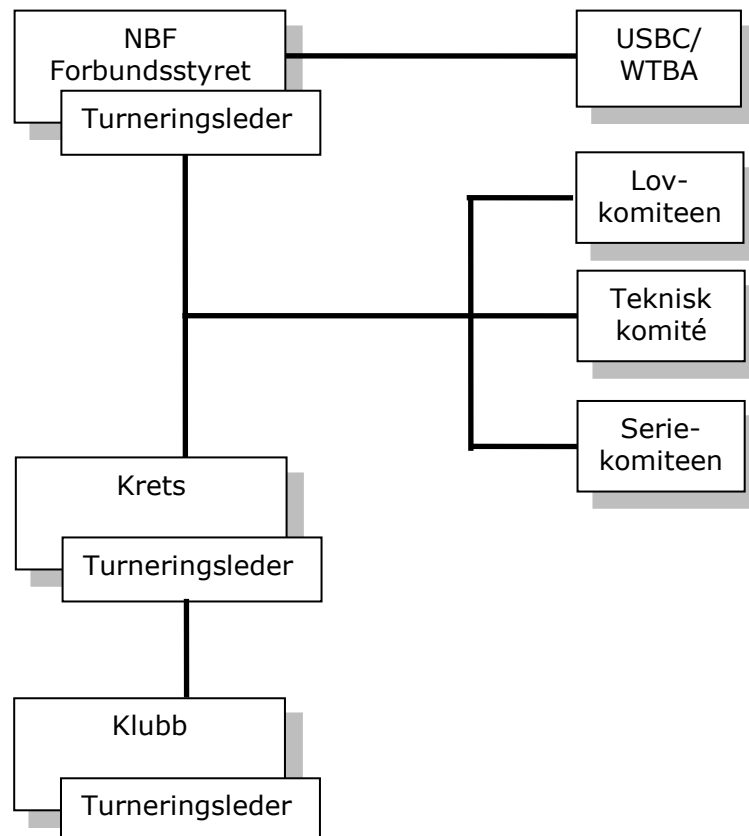 NBF
Forbundsstyret
Turneringsleder
USBC/
WTBA
Lov-
komiteen
Teknisk
komité
Serie-
komiteen
Krets
Turneringsleder
Klubb
Turneringsleder